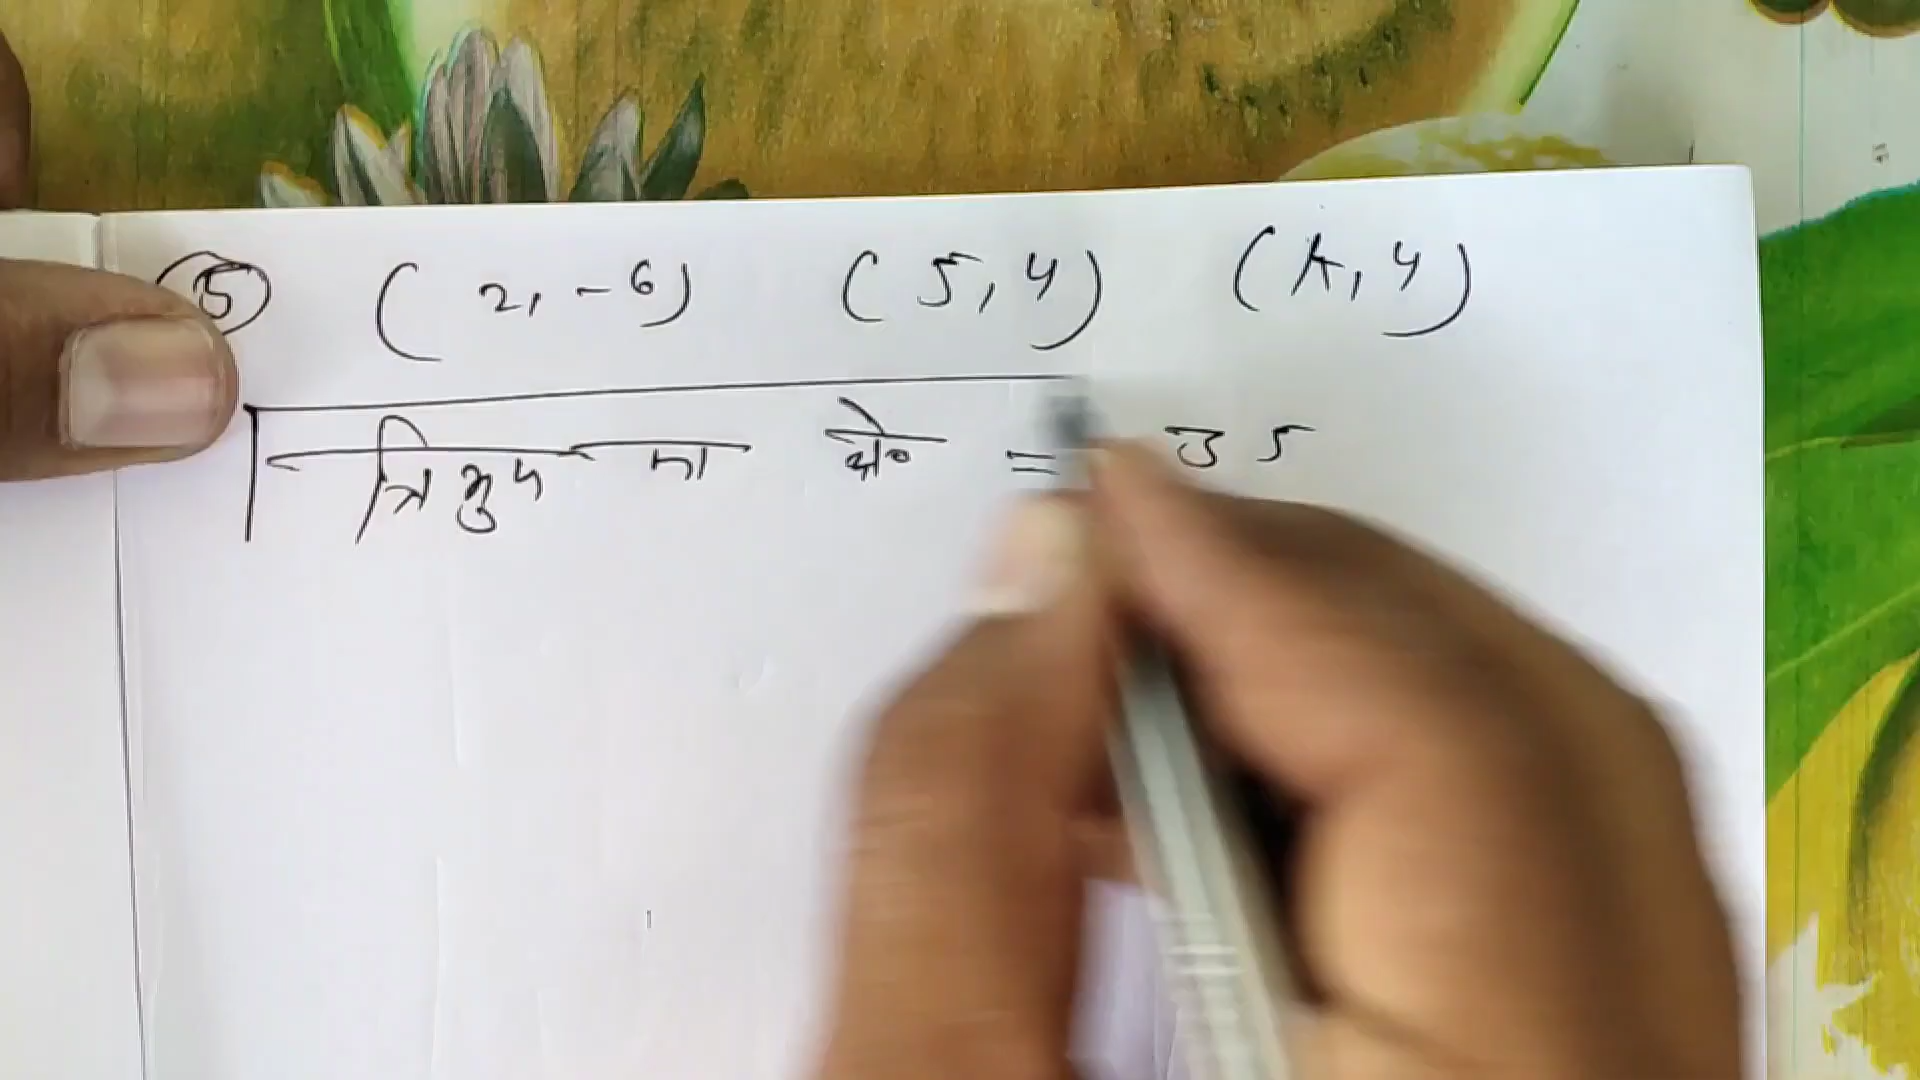 5 (2, -6) (5, 4) (k, 4)
त्रिभुज का क्षे० = 35